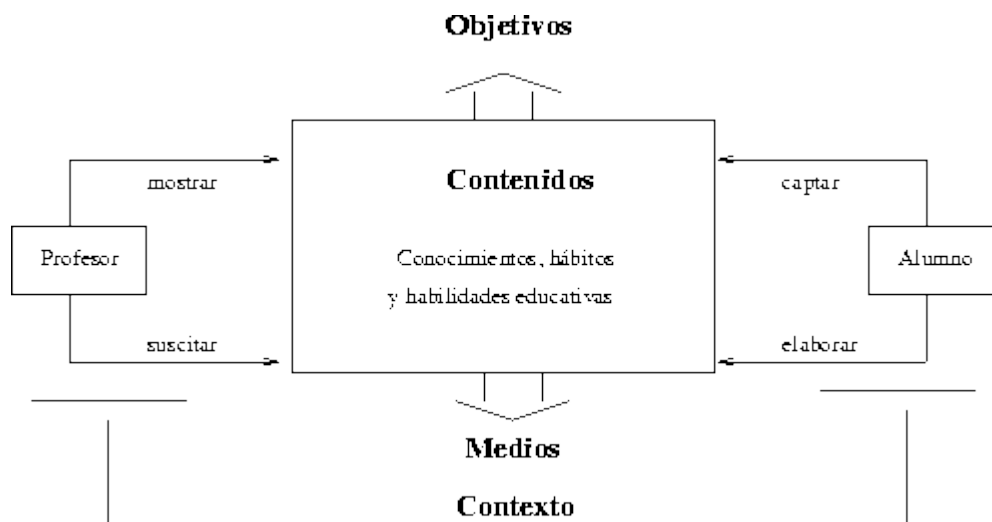 Objetivos
mostrar
Contenidos
captar
Profesor
Conocimientos, hábitos
y habilidades educativas
Alumno
suscitar
elaborar
Medios
Contexto